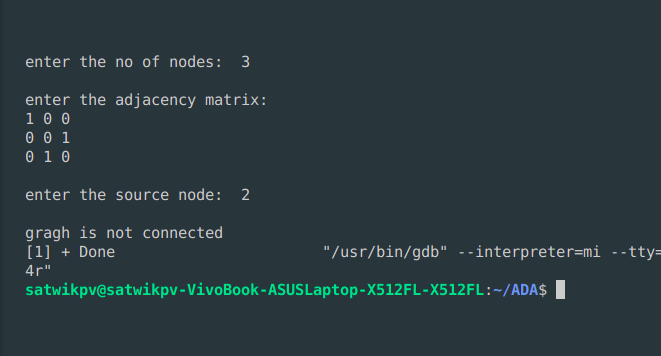 enter the no of nodes:  3
enter the adjacency matrix:
1 0 0
0 0 1
0 1 0
enter the source node:  2
gragh is not connected
[1] + Done                       "/usr/bin/gdb" --interpreter=mi --tty=
4r"
satwikpv@satwikpv-VivoBook-ASUSLaptop-X512FL-X512FL:~/ADA$